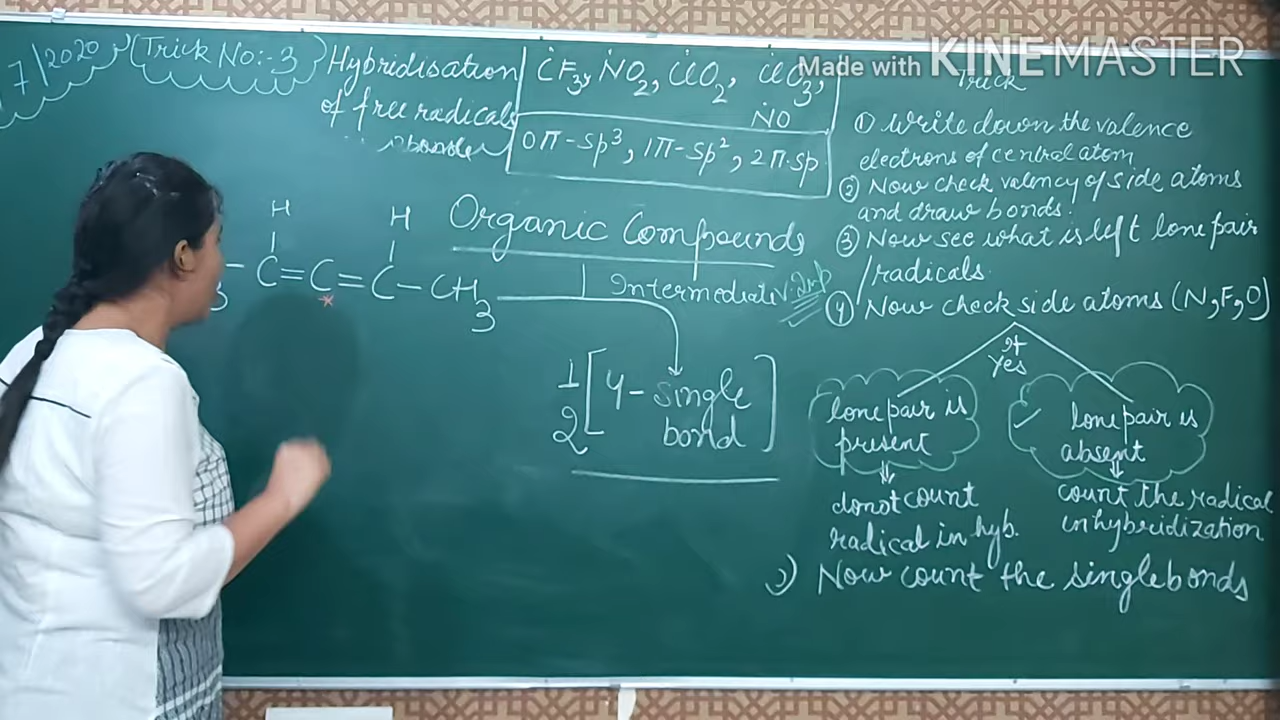 7/2020
(Trick No:-3)
Hybridisation
of free radicals
ĊF3, ṄO2, ĊlO2, ĊlO3,
ṄO
0π-sp³, 1π-sp², 2π-sp
Made with KINEMASTER
Trick
① Write down the valence
electrons of central atom
② Now check valency of side atoms
and draw bonds.
③ Now see what is left lone pair
/radicals.
④ Now check side atoms (N,F,O)
If
Yes
lone pair is
present
donot count
radical in hyb.
lone pair is
absent
count the radical
in hybridization
Now count the single bonds
Organic Compounds
Intermediate V. Imp
H H
3 - C = C = C - CH3
*
1
2
[4 - single
bond]